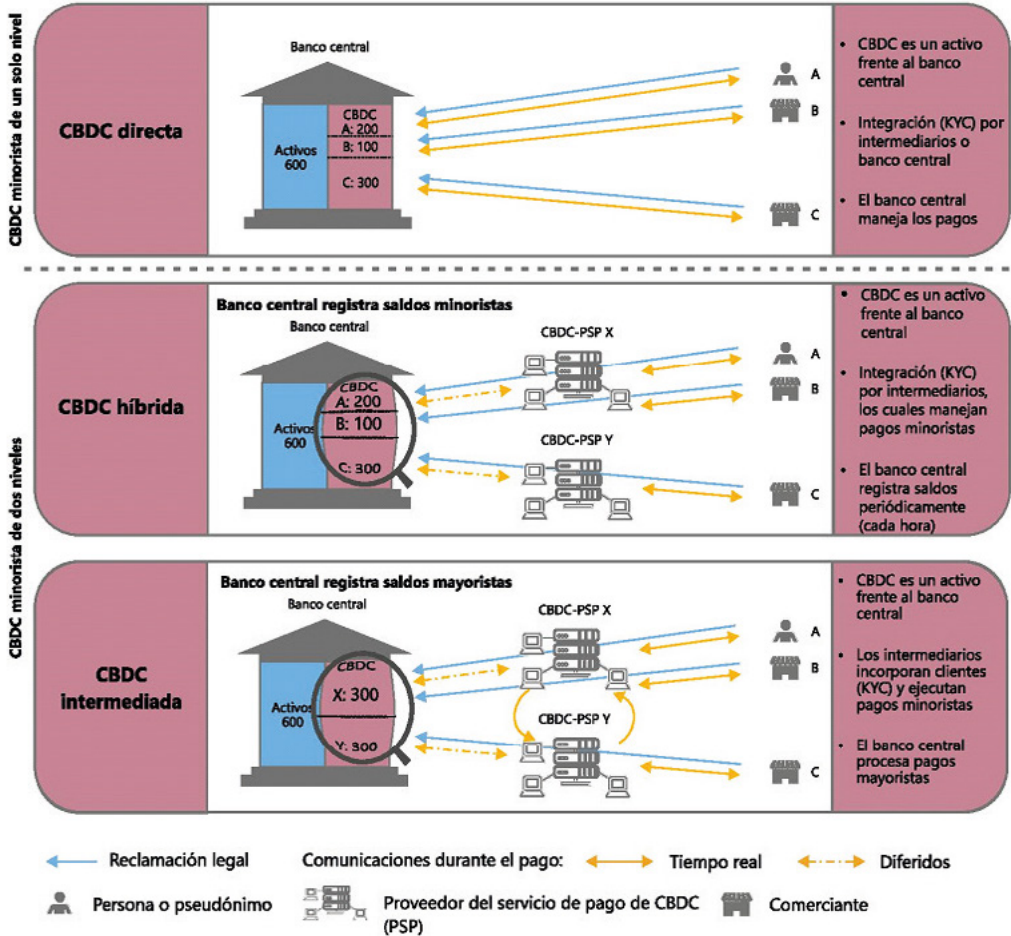 CBDC minorista de un solo nivel
CBDC directa
Banco central
Activos
600
CBDC
A: 200
B: 100
C: 300
A
B
C
• CBDC es un activo
frente al banco
central
• Integración (KYC) por
intermediarios o
banco central
• El banco central
maneja los pagos
CBDC minorista de dos niveles
CBDC híbrida
Banco central registra saldos minoristas
Banco central
Activos
600
CBDC
A: 200
B: 100
C: 300
CBDC-PSP X
CBDC-PSP Y
A
B
C
• CBDC es un activo
frente al banco
central
• Integración (KYC)
por intermediarios,
los cuales manejan
pagos minoristas
• El banco central
registra saldos
periódicamente
(cada hora)
CBDC
intermediada
Banco central registra saldos mayoristas
Banco central
Activos
600
CBDC
X: 300
Y: 300
CBDC-PSP X
CBDC-PSP Y
A
B
C
• CBDC es un activo
frente al banco
central
• Los intermediarios
incorporan clientes
(KYC) y ejecutan
pagos minoristas
• El banco central
procesa pagos
mayoristas
Reclamación legal
Comunicaciones durante el pago:
Tiempo real
Diferidos
Persona o pseudónimo
Proveedor del servicio de pago de CBDC
(PSP)
Comerciante